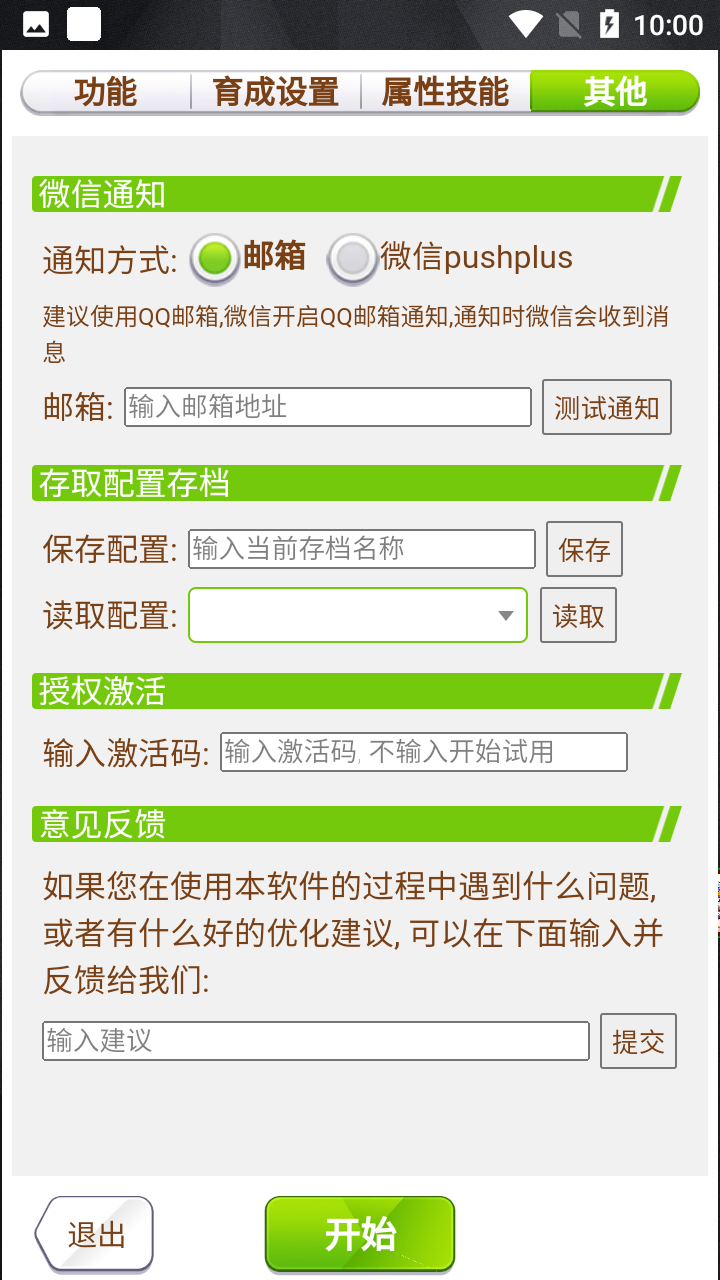 10:00
功能 育成设置 属性技能 其他
微信通知
通知方式: 邮箱 微信pushplus
建议使用QQ邮箱,微信开启QQ邮箱通知,通知时微信会收到消
息
邮箱: 输入邮箱地址 测试通知
存取配置存档
保存配置: 输入当前存档名称 保存
读取配置: 读取
授权激活
输入激活码: 输入激活码, 不输入开始试用
意见反馈
如果您在使用本软件的过程中遇到什么问题,
或者有什么好的优化建议, 可以在下面输入并
反馈给我们:
输入建议 提交
退出 开始